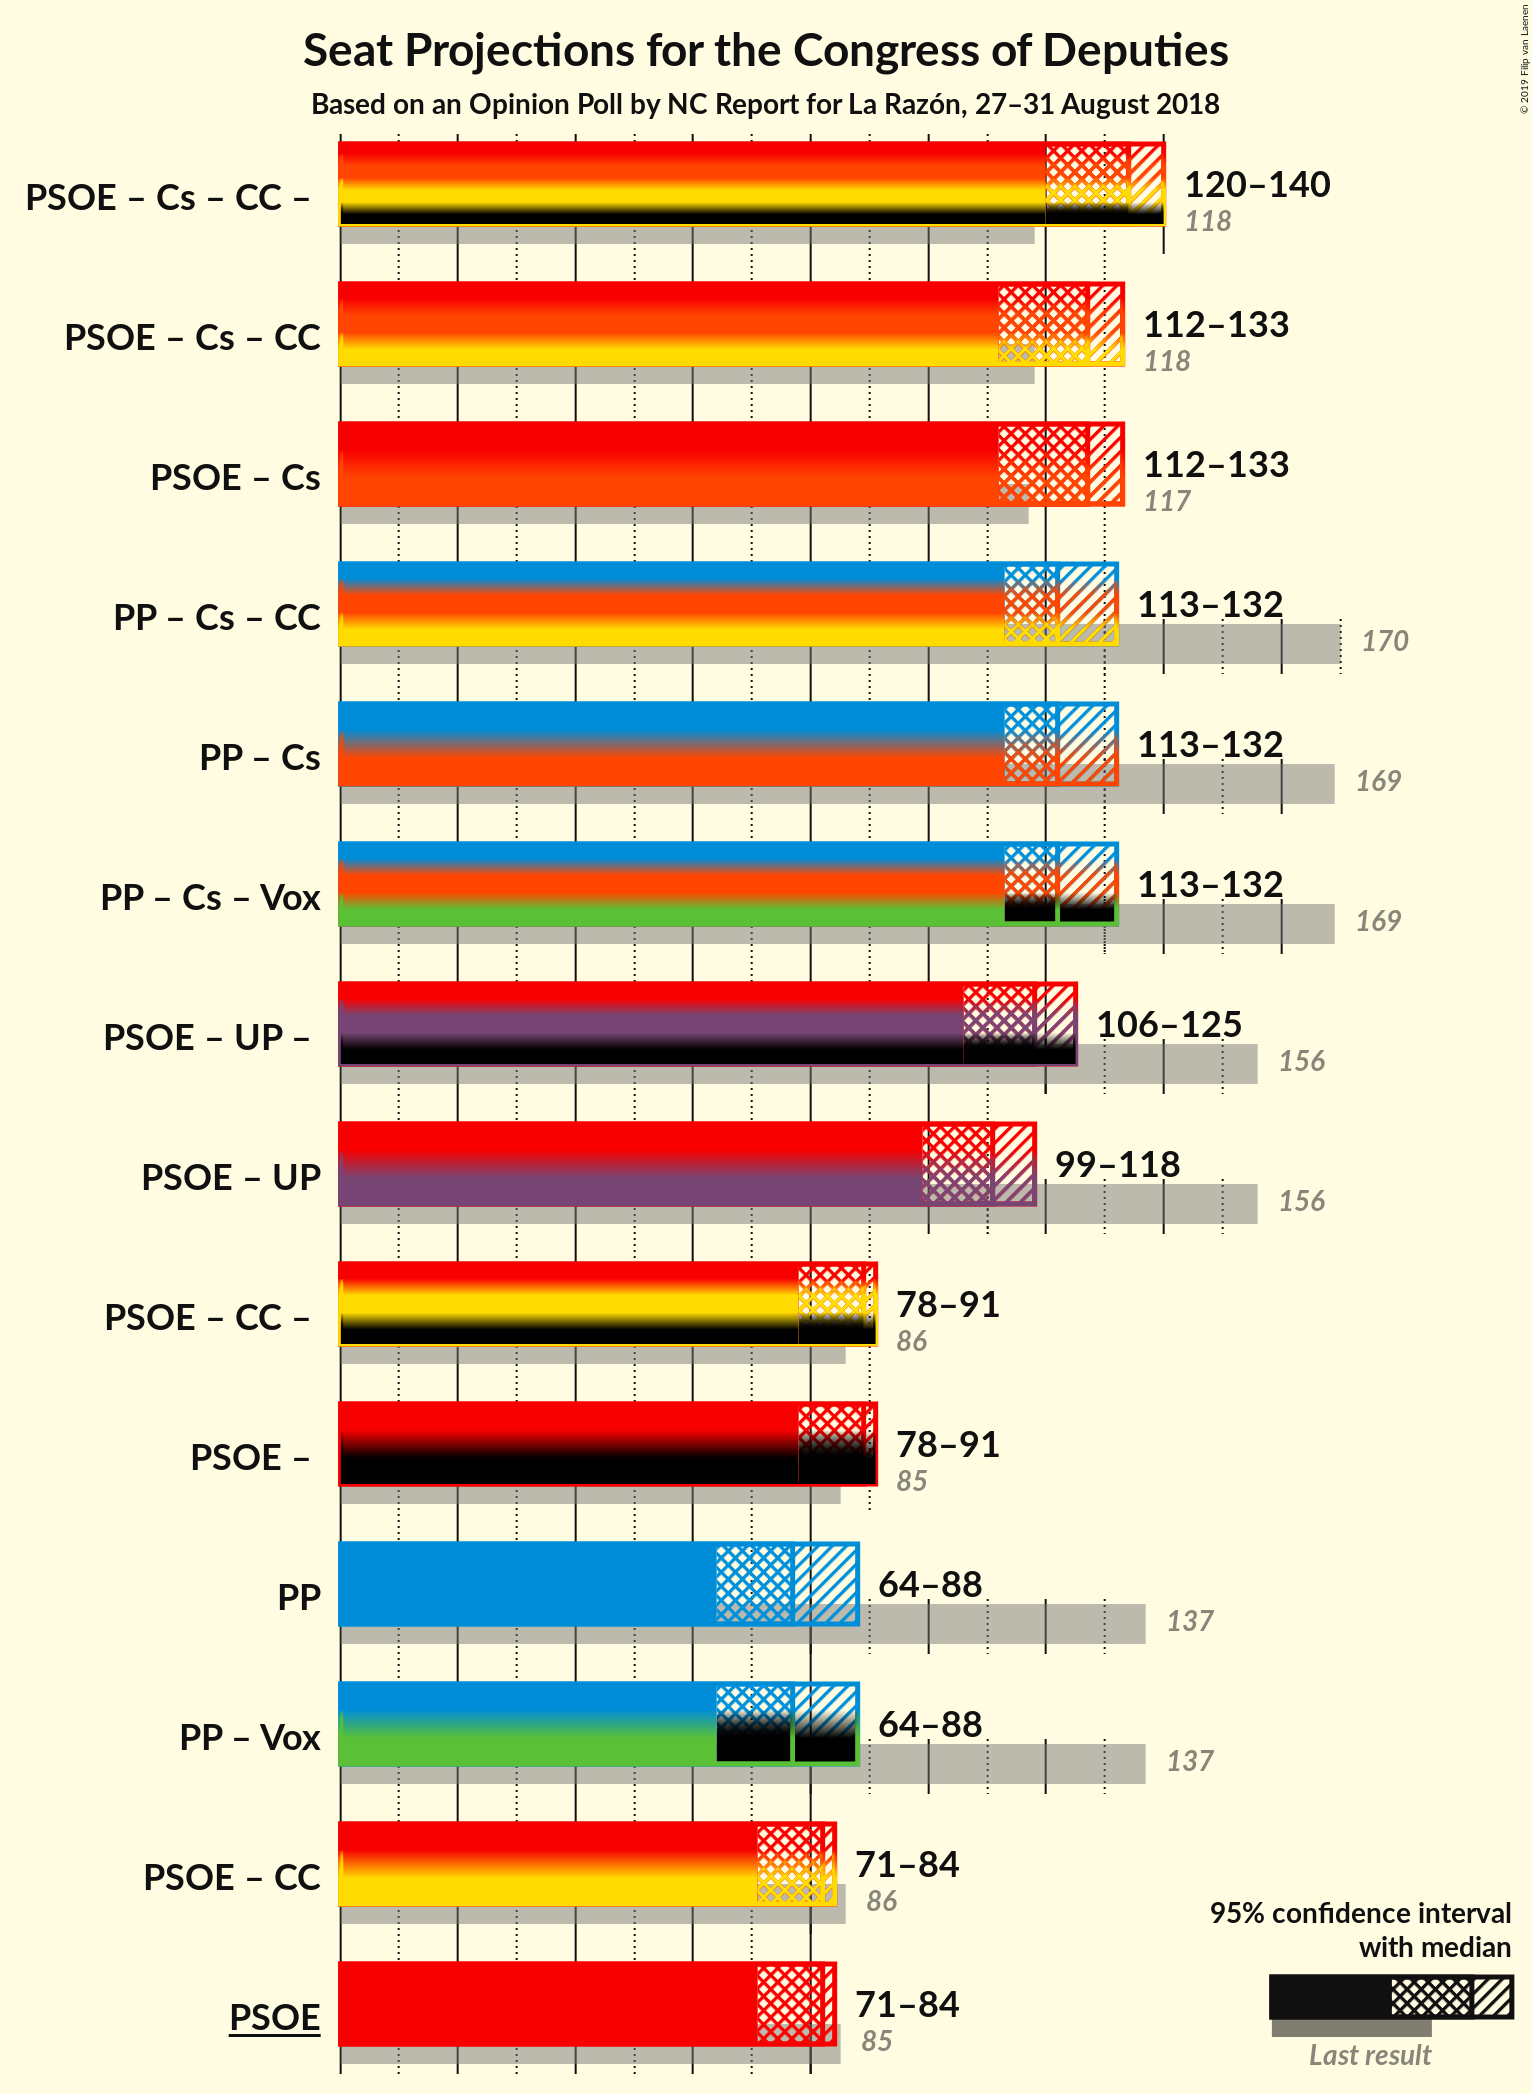 Seat Projections for the Congress of Deputies
Based on an Opinion Poll by NC Report for La Razón, 27–31 August 2018
© 2019 Filip van Laenen
PSOE – Cs – CC –
120–140
118
PSOE – Cs – CC
112–133
118
PSOE – Cs
112–133
117
PP – Cs – CC
113–132
170
PP – Cs
113–132
169
PP – Cs – Vox
113–132
169
PSOE – UP –
106–125
156
PSOE – UP
99–118
156
PSOE – CC –
78–91
86
PSOE –
78–91
85
PP
64–88
137
PP – Vox
64–88
137
PSOE – CC
71–84
86
PSOE
71–84
85
95% confidence interval
with median
Last result